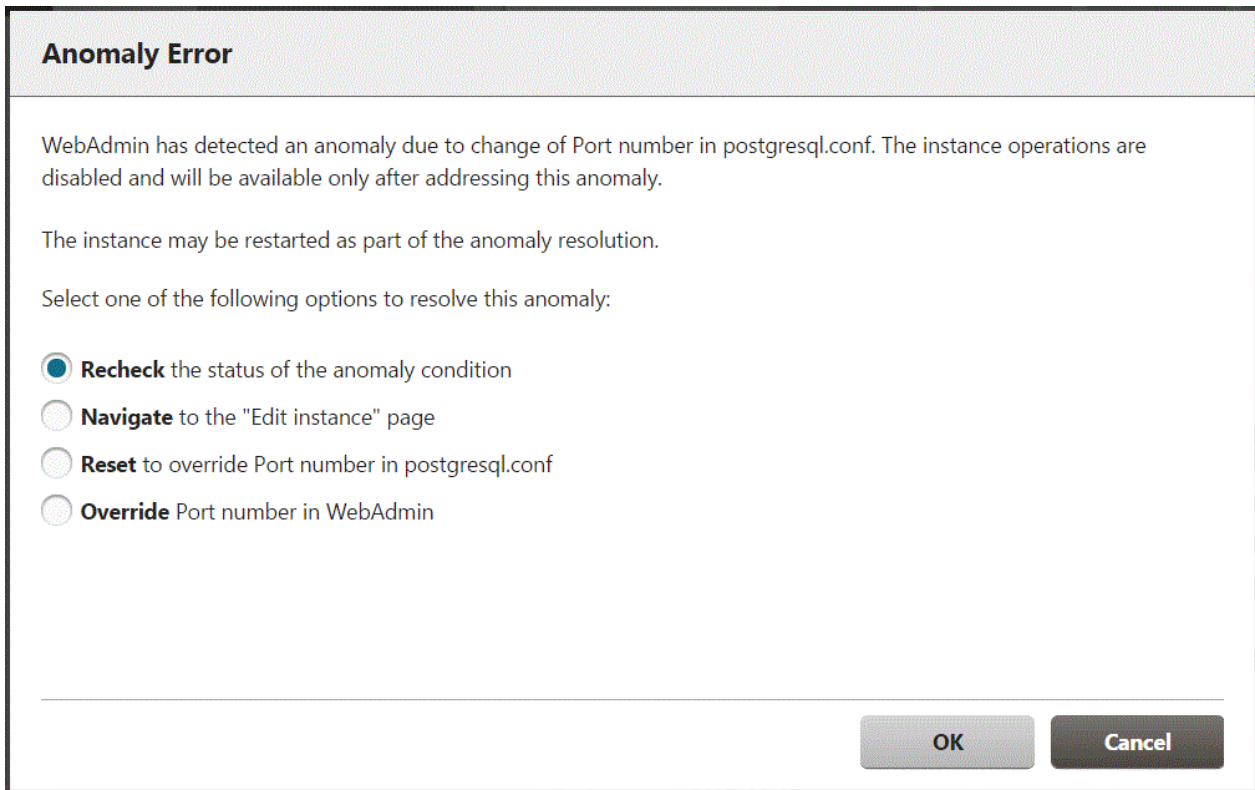 Anomaly Error
WebAdmin has detected an anomaly due to change of Port number in postgresql.conf. The instance operations are
disabled and will be available only after addressing this anomaly.
The instance may be restarted as part of the anomaly resolution.
Select one of the following options to resolve this anomaly:
Recheck the status of the anomaly condition
Navigate to the "Edit instance" page
Reset to override Port number in postgresql.conf
Override Port number in WebAdmin
OK
Cancel